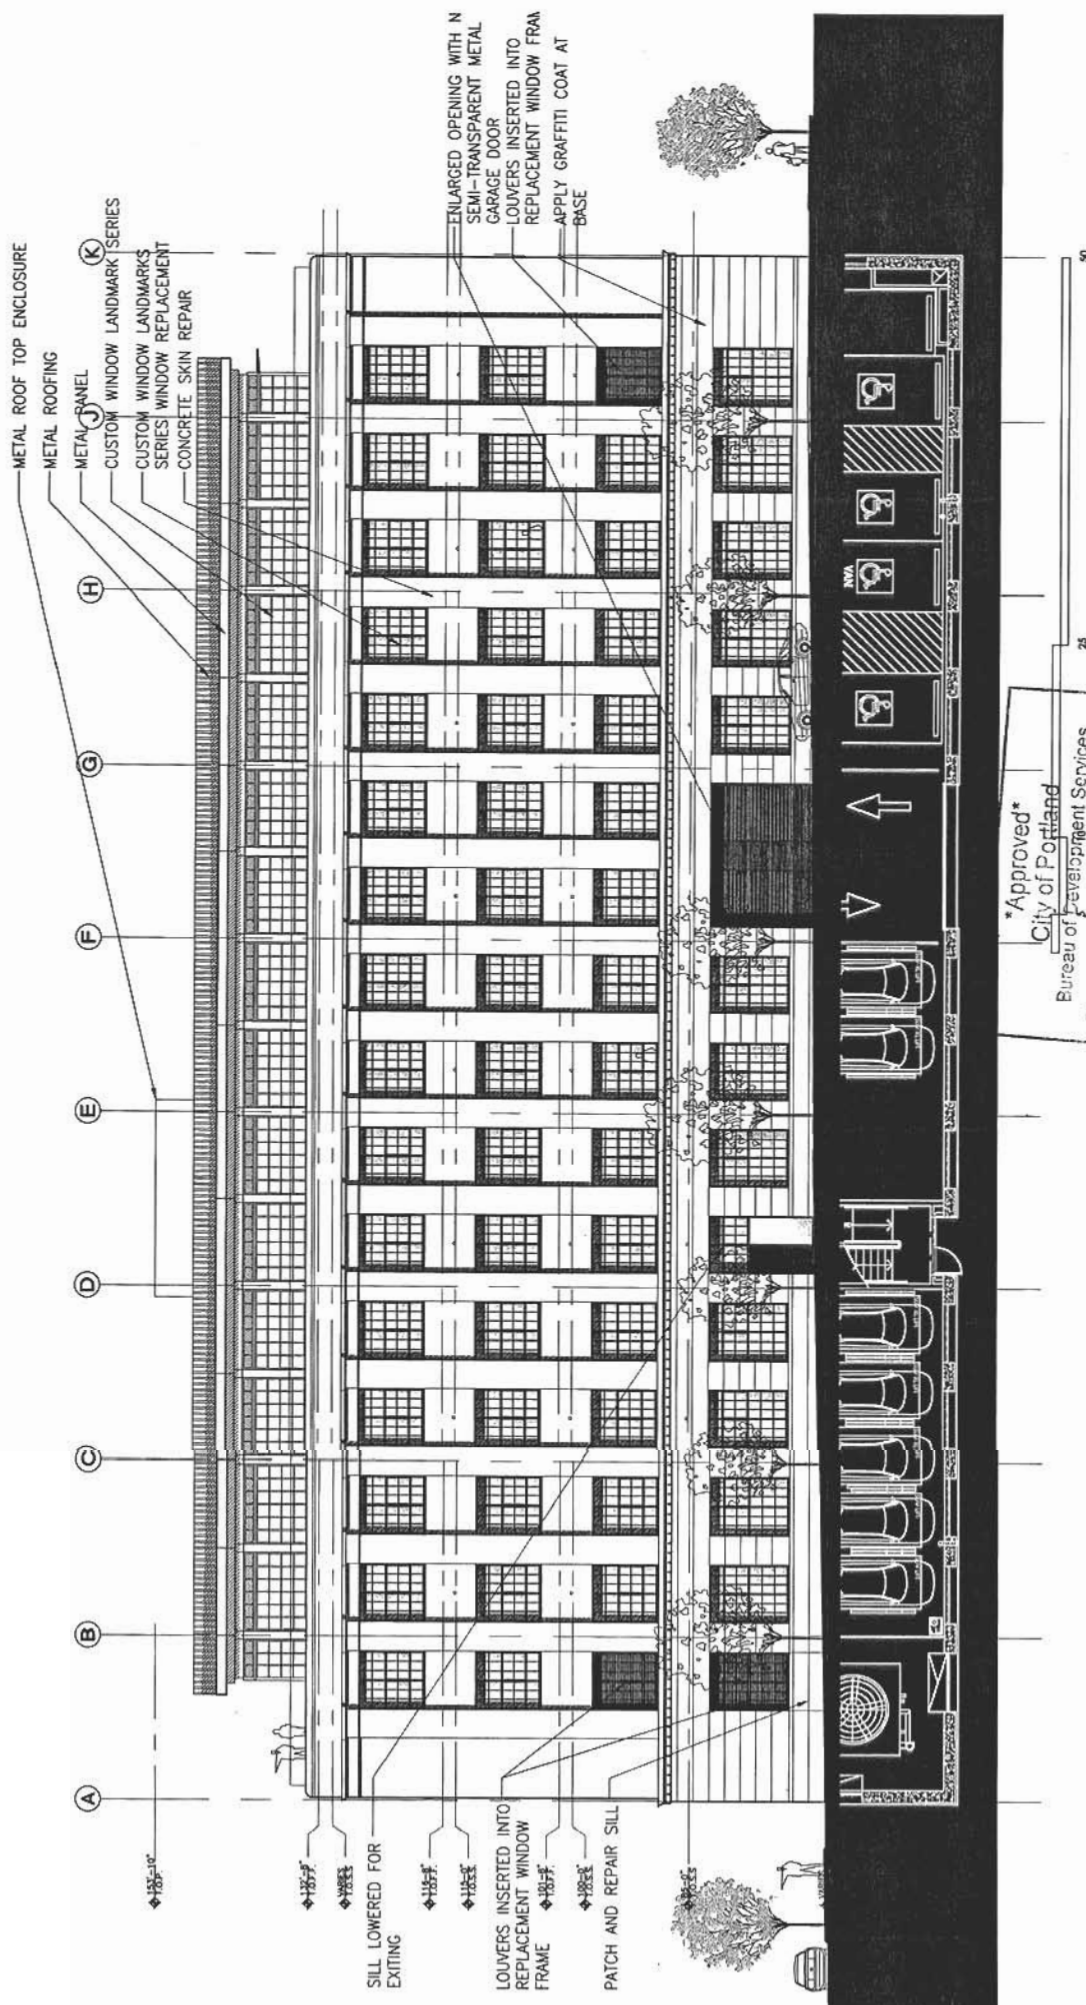 METAL ROOF TOP ENCLOSURE
METAL ROOFING
METAL PANEL
CUSTOM WINDOW LANDMARK SERIES
CUSTOM WINDOW LANDMARKS
SERIES WINDOW REPLACEMENT
CONCRETE SKIN REPAIR
ENLARGED OPENING WITH N
SEMI-TRANSPARENT METAL
GARAGE DOOR
LOUVERS INSERTED INTO
REPLACEMENT WINDOW FRAM
APPLY GRAFFITI COAT AT
BASE
A
B
C
D
E
F
G
H
J
K
SILL LOWERED FOR
EXITING
LOUVERS INSERTED INTO
REPLACEMENT WINDOW
FRAME
PATCH AND REPAIR SILL
VAN
25
50
*Approved*
City of Portland
Bureau of Development Services